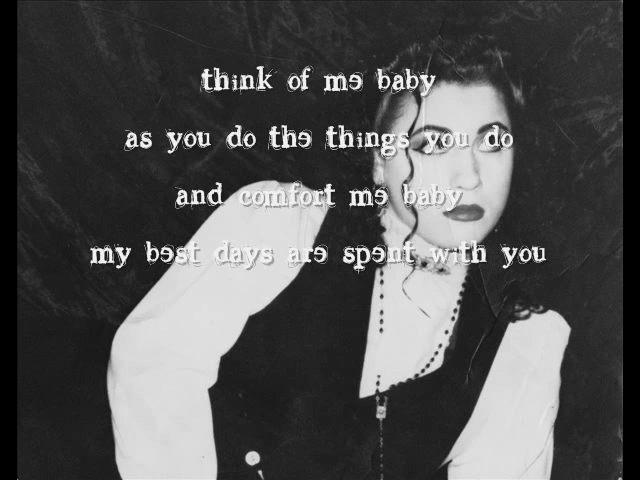 think of me baby
as you do the things you do
and comfort me baby
my best days are spent with you